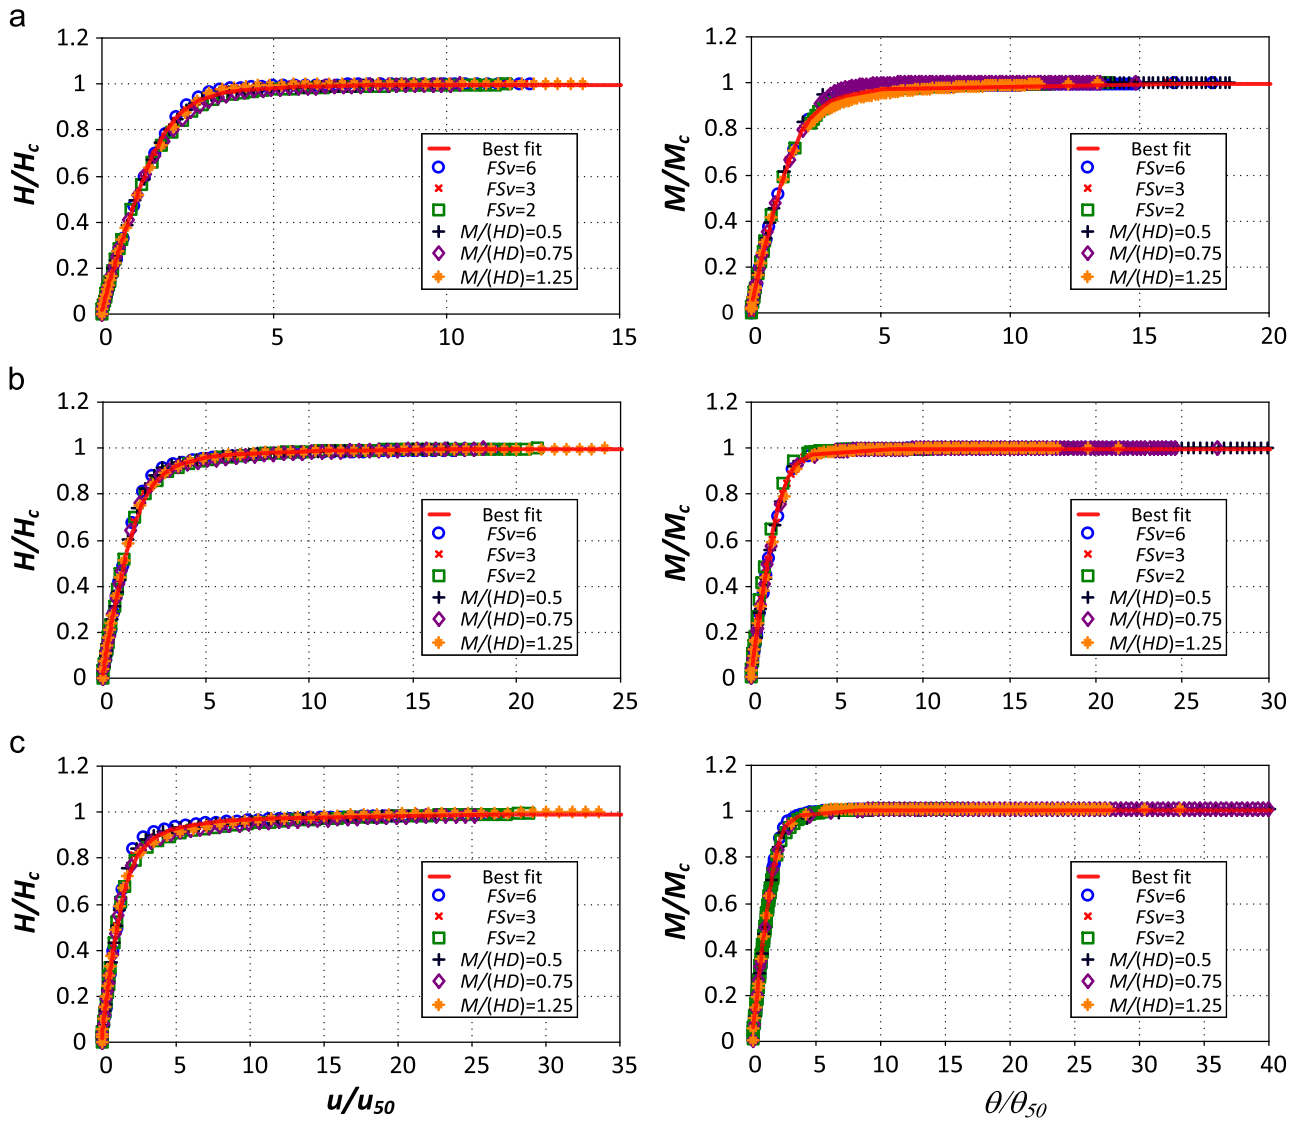 a
H/H_c
1.2
1
0.8
0.6
0.4
0.2
0
0 5 10 15
Best fit
FSv=6
FSv=3
FSv=2
M/(HD)=0.5
M/(HD)=0.75
M/(HD)=1.25
M/M_c
1.2
1
0.8
0.6
0.4
0.2
0
0 5 10 15 20
Best fit
FSv=6
FSv=3
FSv=2
M/(HD)=0.5
M/(HD)=0.75
M/(HD)=1.25
b
H/H_c
1.2
1
0.8
0.6
0.4
0.2
0
0 5 10 15 20 25
Best fit
FSv=6
FSv=3
FSv=2
M/(HD)=0.5
M/(HD)=0.75
M/(HD)=1.25
M/M_c
1.2
1
0.8
0.6
0.4
0.2
0
0 5 10 15 20 25 30
Best fit
FSv=6
FSv=3
FSv=2
M/(HD)=0.5
M/(HD)=0.75
M/(HD)=1.25
c
H/H_c
1.2
1
0.8
0.6
0.4
0.2
0
0 5 10 15 20 25 30 35
Best fit
FSv=6
FSv=3
FSv=2
M/(HD)=0.5
M/(HD)=0.75
M/(HD)=1.25
u/u_50
M/M_c
1.2
1
0.8
0.6
0.4
0.2
0
0 5 10 15 20 25 30 35 40
Best fit
FSv=6
FSv=3
FSv=2
M/(HD)=0.5
M/(HD)=0.75
M/(HD)=1.25
θ/θ_50